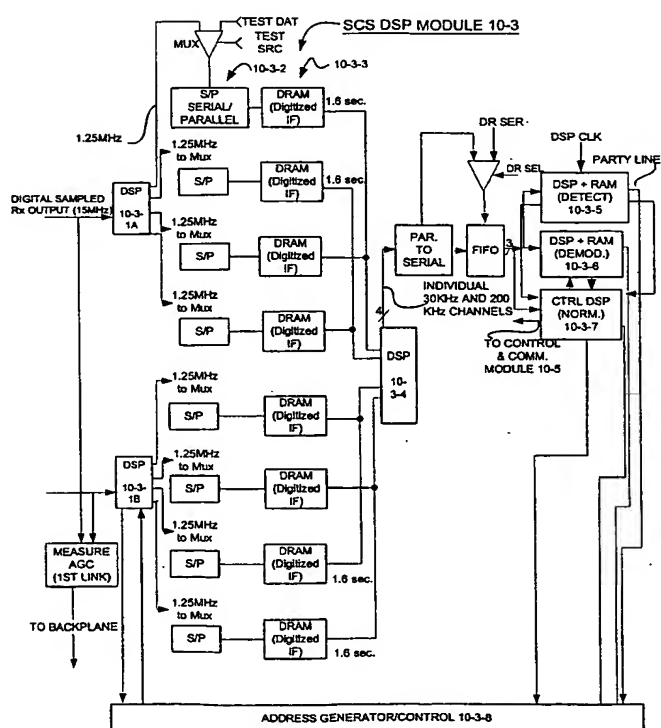 TEST DAT
MUX
TEST
SRC
SCS DSP MODULE 10-3
10-3-2
10-3-3
S/P
SERIAL/
PARALLEL
DRAM
(Digitized
IF)
1.6 sec.
1.25MHz
1.25MHz
to Mux
DIGITAL SAMPLED
Rx OUTPUT (15MHz)
DSP
10-3-
1A
S/P
DRAM
(Digitized
IF)
1.6 sec.
1.25MHz
to Mux
S/P
DRAM
(Digitized
IF)
1.25MHz
to Mux
S/P
DRAM
(Digitized
IF)
DR SER
DR SEL
DSP CLK
PARTY LINE
PAR.
TO
SERIAL
FIFO
3
DSP + RAM
(DETECT)
10-3-5
DSP + RAM
(DEMOD.)
10-3-6
CTRL DSP
(NORM.)
10-3-7
INDIVIDUAL
30KHz AND 200
KHz CHANNELS
4
TO CONTROL
& COMM.
MODULE 10-5
DSP
10-
3-4
1.25MHz
to Mux
S/P
DRAM
(Digitized
IF)
DSP
10-3-
1B
1.25MHz
to Mux
S/P
DRAM
(Digitized
IF)
1.25MHz
to Mux
S/P
DRAM
(Digitized
IF)
1.6 sec.
1.25MHz
to Mux
S/P
DRAM
(Digitized
IF)
1.6 sec.
MEASURE
AGC
(1ST LINK)
TO BACKPLANE
ADDRESS GENERATOR/CONTROL 10-3-8